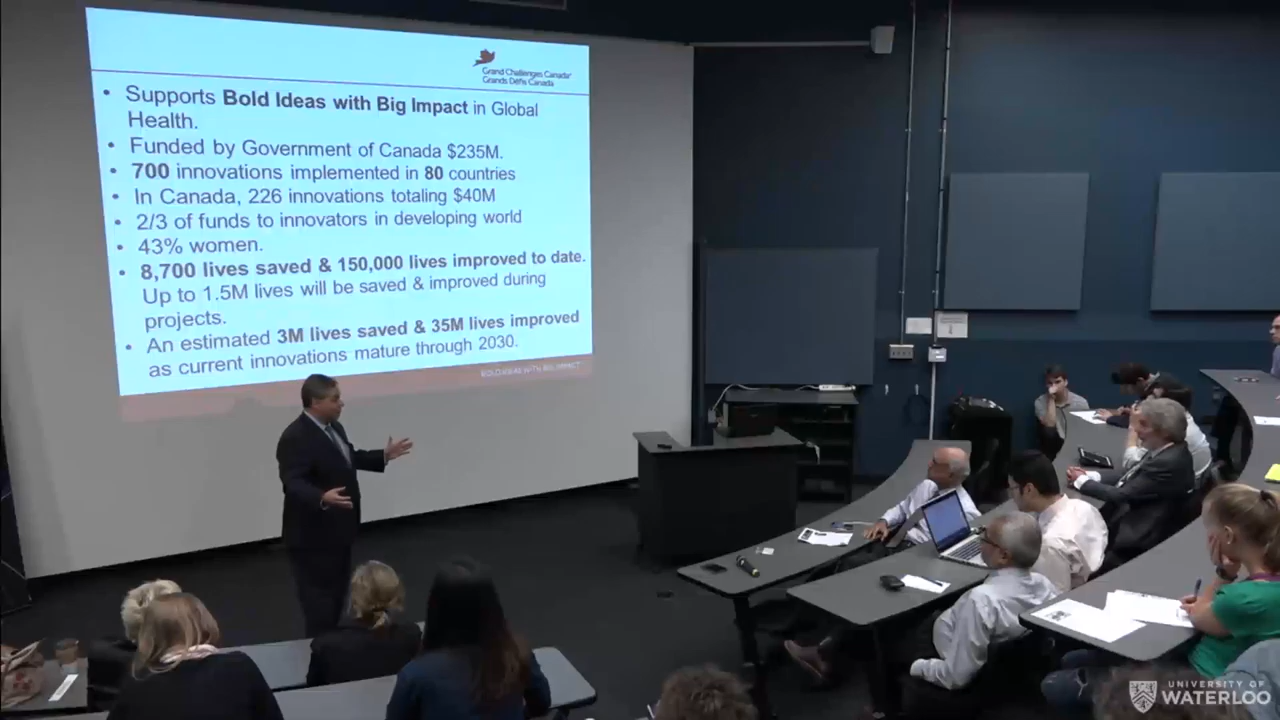 Grand Challenges Canada
Grands Défis Canada
• Supports Bold Ideas with Big Impact in Global
Health.
• Funded by Government of Canada $235M.
• 700 innovations implemented in 80 countries
• In Canada, 226 innovations totaling $40M
• 2/3 of funds to innovators in developing world
• 43% women.
• 8,700 lives saved & 150,000 lives improved to date.
Up to 1.5M lives will be saved & improved during
projects.
• An estimated 3M lives saved & 35M lives improved
as current innovations mature through 2030.
BOLD IDEAS WITH BIG IMPACT
UNIVERSITY OF
WATERLOO